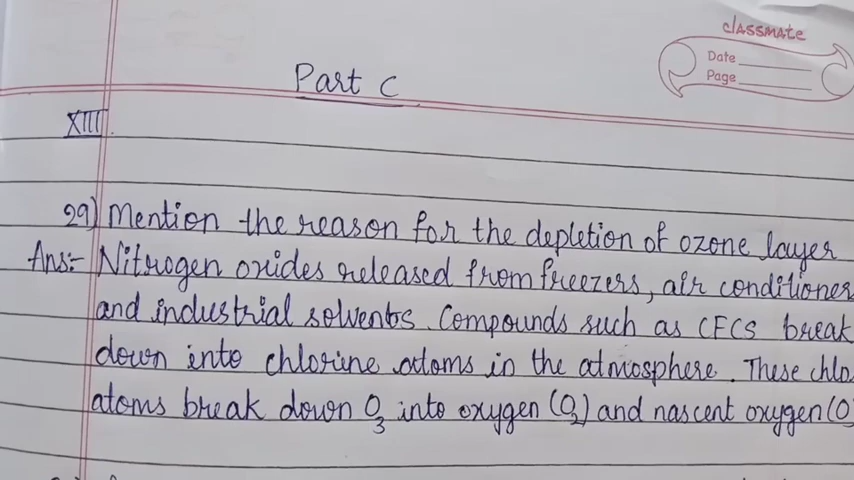 classmate
Date
Page
Part C
XIII
29) Mention the reason for the depletion of ozone layer
Ans:- Nitrogen oxides released from freezers, air conditioner
and industrial solvents. Compounds such as CFCS break
down into chlorine atoms in the atmosphere. These chlo
atoms break down O3 into oxygen (O2) and nascent oxygen (O